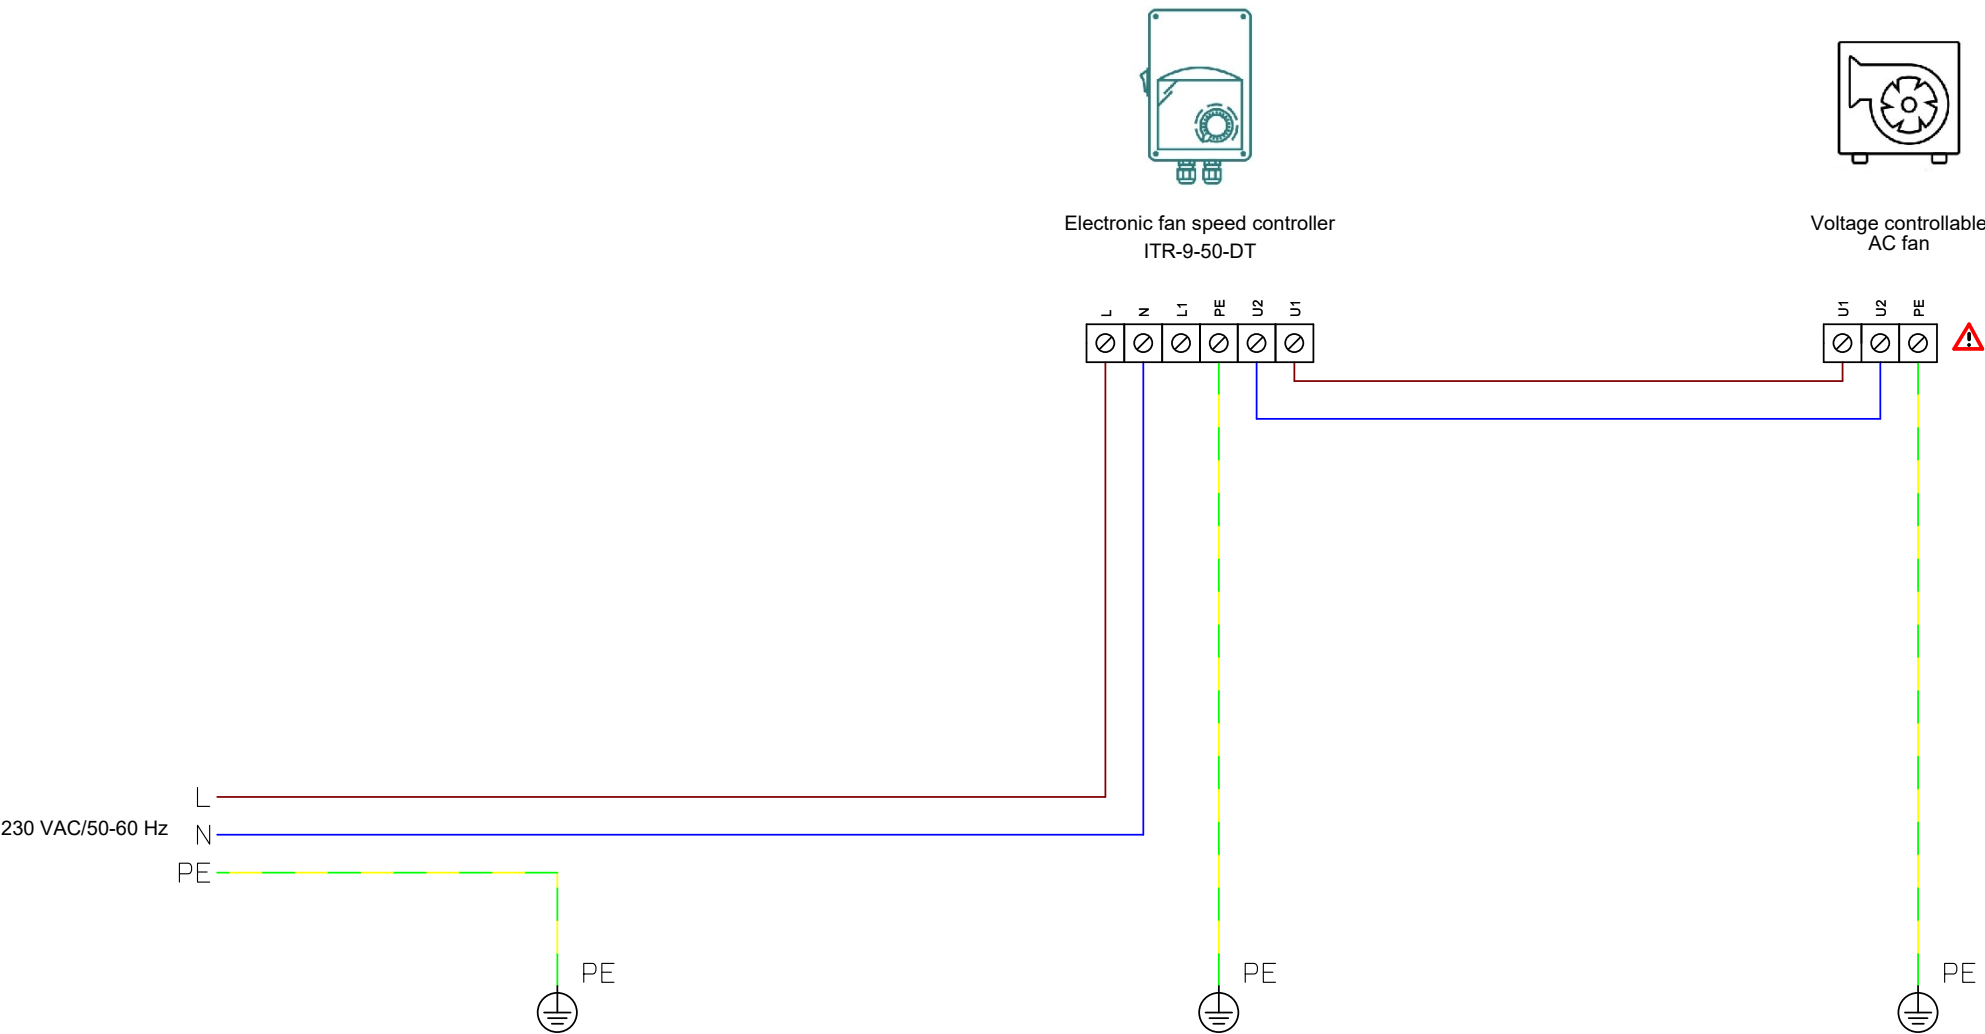 Electronic fan speed controller
ITR-9-50-DT
Voltage controllable
AC fan
L N L1 PE U2 U1
U1 U2 PE
L
230 VAC/50-60 Hz N
PE
PE
PE
PE